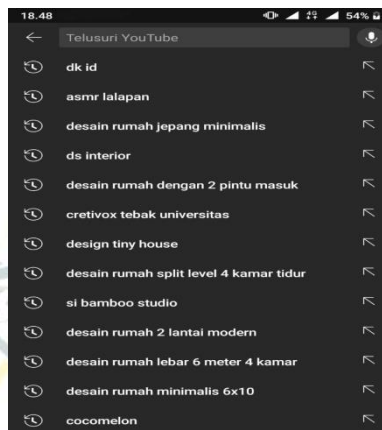 18.48 4G 54%
Telusuri YouTube
dk id
asmr lalapan
desain rumah jepang minimalis
ds interior
desain rumah dengan 2 pintu masuk
cretivox tebak universitas
design tiny house
desain rumah split level 4 kamar tidur
si bamboo studio
desain rumah 2 lantai modern
desain rumah lebar 6 meter 4 kamar
desain rumah minimalis 6x10
cocomelon